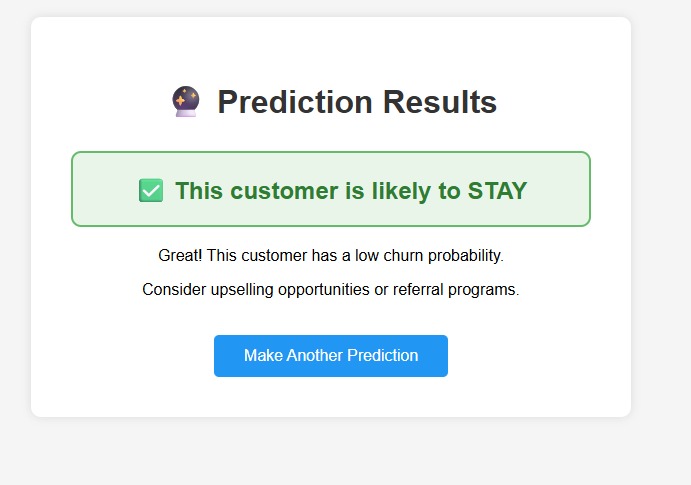 🔮 Prediction Results
✅ This customer is likely to STAY
Great! This customer has a low churn probability.
Consider upselling opportunities or referral programs.
Make Another Prediction